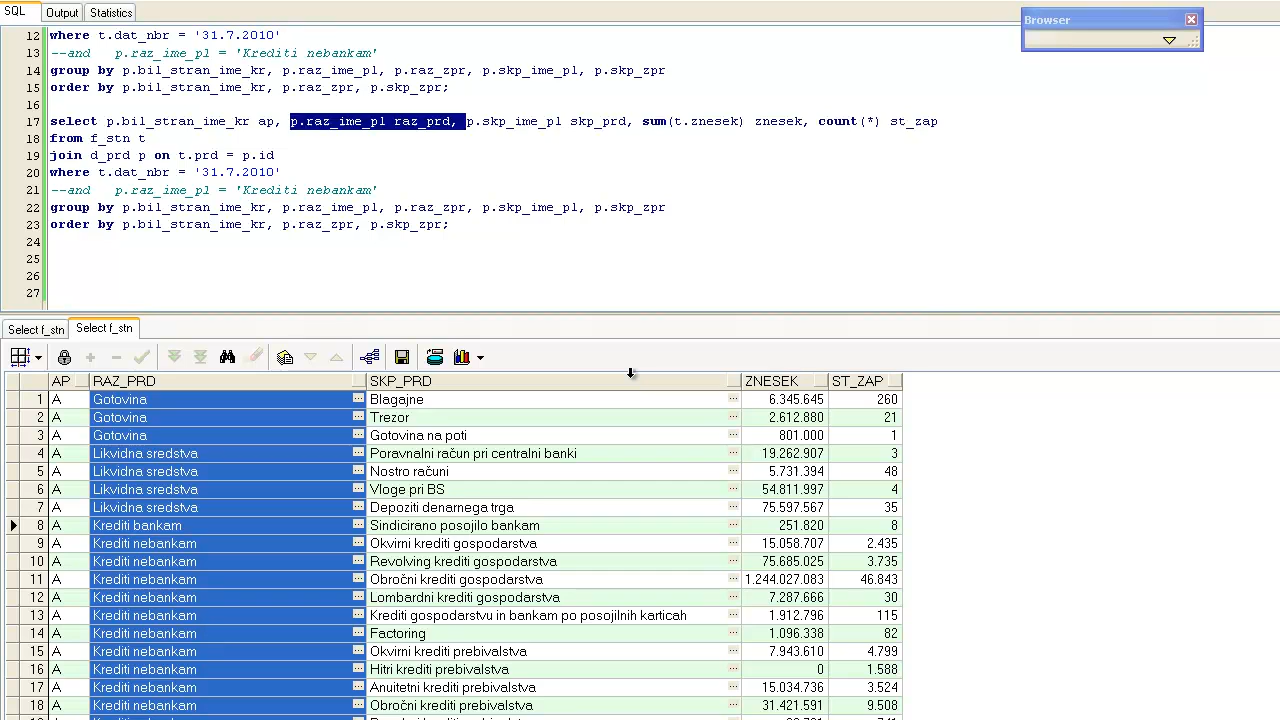 SQL Output Statistics
Browser
12 where t.dat_nbr = '31.7.2010'
13 --and   p.raz_ime_pl = 'Krediti nebankam'
14 group by p.bil_stran_ime_kr, p.raz_ime_pl, p.raz_zpr, p.skp_ime_pl, p.skp_zpr
15 order by p.bil_stran_ime_kr, p.raz_zpr, p.skp_zpr;
16
17 select p.bil_stran_ime_kr ap, p.raz_ime_pl raz_prd, p.skp_ime_pl skp_prd, sum(t.znesek) znesek, count(*) st_zap
18 from f_stn t
19 join d_prd p on t.prd = p.id
20 where t.dat_nbr = '31.7.2010'
21 --and   p.raz_ime_pl = 'Krediti nebankam'
22 group by p.bil_stran_ime_kr, p.raz_ime_pl, p.raz_zpr, p.skp_ime_pl, p.skp_zpr
23 order by p.bil_stran_ime_kr, p.raz_zpr, p.skp_zpr;
24
25
26
27
Select f_stn Select f_stn
AP RAZ_PRD SKP_PRD ZNESEK ST_ZAP
1 A Gotovina Blagajne 6.345.645 260
2 A Gotovina Trezor 2.612.880 21
3 A Gotovina Gotovina na poti 801.000 1
4 A Likvidna sredstva Poravnalni račun pri centralni banki 19.262.907 3
5 A Likvidna sredstva Nostro računi 5.731.394 48
6 A Likvidna sredstva Vloge pri BS 54.811.997 4
7 A Likvidna sredstva Depoziti denarnega trga 75.597.567 35
8 A Krediti bankam Sindicirano posojilo bankam 251.820 8
9 A Krediti nebankam Okvirni krediti gospodarstva 15.058.707 2.435
10 A Krediti nebankam Revolving krediti gospodarstva 75.685.025 3.735
11 A Krediti nebankam Obročni krediti gospodarstva 1.244.027.083 46.843
12 A Krediti nebankam Lombardni krediti gospodarstva 7.287.666 30
13 A Krediti nebankam Krediti gospodarstvu in bankam po posojilnih karticah 1.912.796 115
14 A Krediti nebankam Factoring 1.096.338 82
15 A Krediti nebankam Okvirni krediti prebivalstva 7.943.610 4.799
16 A Krediti nebankam Hitri krediti prebivalstva 0 1.588
17 A Krediti nebankam Anuitetni krediti prebivalstva 15.034.736 3.524
18 A Krediti nebankam Obročni krediti prebivalstva 31.421.591 9.508